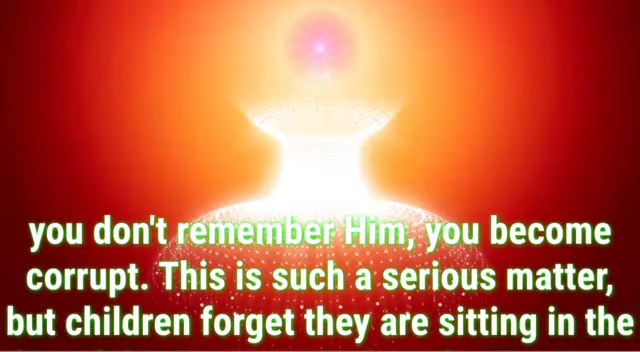 you don't remember Him, you become
corrupt. This is such a serious matter,
but children forget they are sitting in the